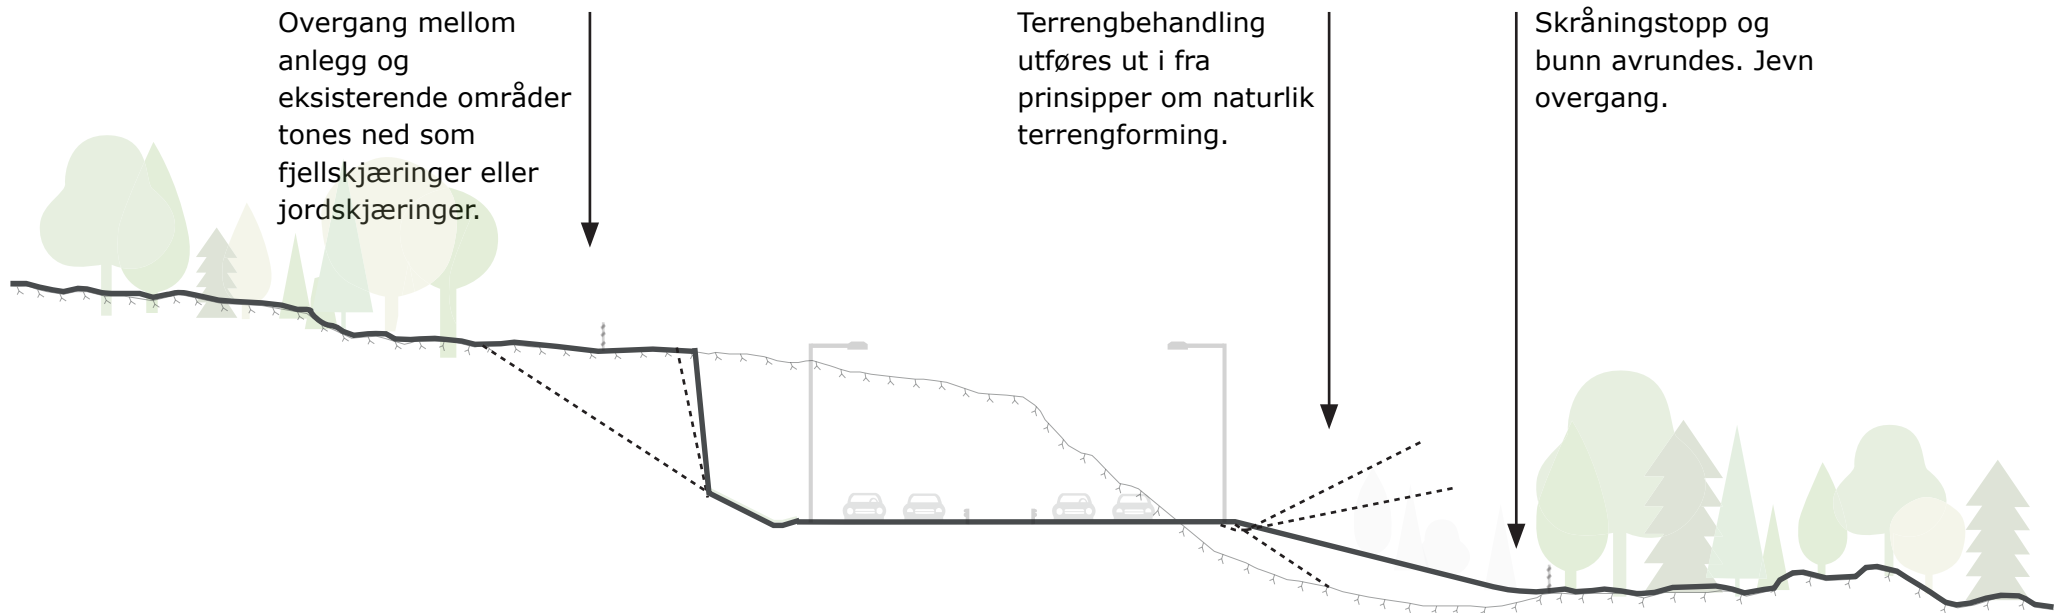 Overgang mellom
anlegg og
eksisterende områder
tones ned som
fjellskjæringer eller
jordskjæringer.
Terrengbehandling
utføres ut i fra
prinsipper om naturlik
terrengforming.
Skråningstopp og
bunn avrundes. Jevn
overgang.